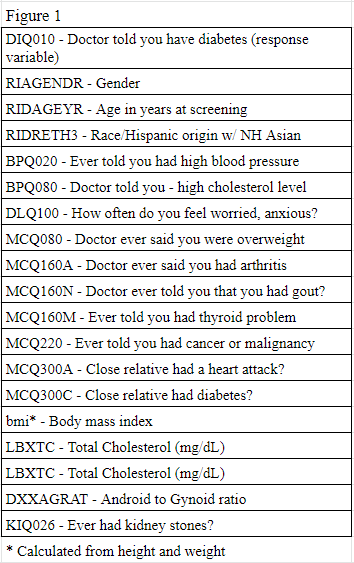 Figure 1
DIQ010 - Doctor told you have diabetes (response
variable)
RIAGENDR - Gender
RIDAGEYR - Age in years at screening
RIDRETH3 - Race/Hispanic origin w/ NH Asian
BPQ020 - Ever told you had high blood pressure
BPQ080 - Doctor told you - high cholesterol level
DLQ100 - How often do you feel worried, anxious?
MCQ080 - Doctor ever said you were overweight
MCQ160A - Doctor ever said you had arthritis
MCQ160N - Doctor ever told you that you had gout?
MCQ160M - Ever told you had thyroid problem
MCQ220 - Ever told you had cancer or malignancy
MCQ300A - Close relative had a heart attack?
MCQ300C - Close relative had diabetes?
bmi* - Body mass index
LBXTC - Total Cholesterol (mg/dL)
LBXTC - Total Cholesterol (mg/dL)
DXXAGRAT - Android to Gynoid ratio
KIQ026 - Ever had kidney stones?
* Calculated from height and weight